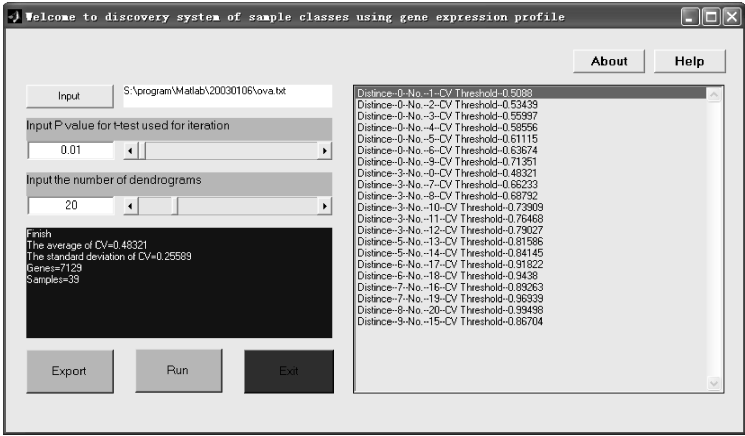 Welcome to discovery system of sample classes using gene expression profile
About
Help
Input
S:\program\Matlab\20030106\ova.txt
Input P value for t-test used for iteration
0.01
Input the number of dendrograms
20
Finish
The average of CV=0.48321
The standard deviation of CV=0.25589
Genes=7129
Samples=39
Export
Run
Exit
Distince--0--No.--1--CV Threshold--0.5088
Distince--0--No.--2--CV Threshold--0.53439
Distince--0--No.--3--CV Threshold--0.55997
Distince--0--No.--4--CV Threshold--0.58556
Distince--0--No.--5--CV Threshold--0.61115
Distince--0--No.--6--CV Threshold--0.63674
Distince--0--No.--9--CV Threshold--0.71351
Distince--3--No.--0--CV Threshold--0.48321
Distince--3--No.--7--CV Threshold--0.66233
Distince--3--No.--8--CV Threshold--0.68792
Distince--3--No.--10--CV Threshold--0.73909
Distince--3--No.--11--CV Threshold--0.76468
Distince--3--No.--12--CV Threshold--0.79027
Distince--5--No.--13--CV Threshold--0.81586
Distince--5--No.--14--CV Threshold--0.84145
Distince--6--No.--17--CV Threshold--0.91822
Distince--6--No.--18--CV Threshold--0.9438
Distince--7--No.--16--CV Threshold--0.89263
Distince--7--No.--19--CV Threshold--0.96939
Distince--8--No.--20--CV Threshold--0.99498
Distince--9--No.--15--CV Threshold--0.86704